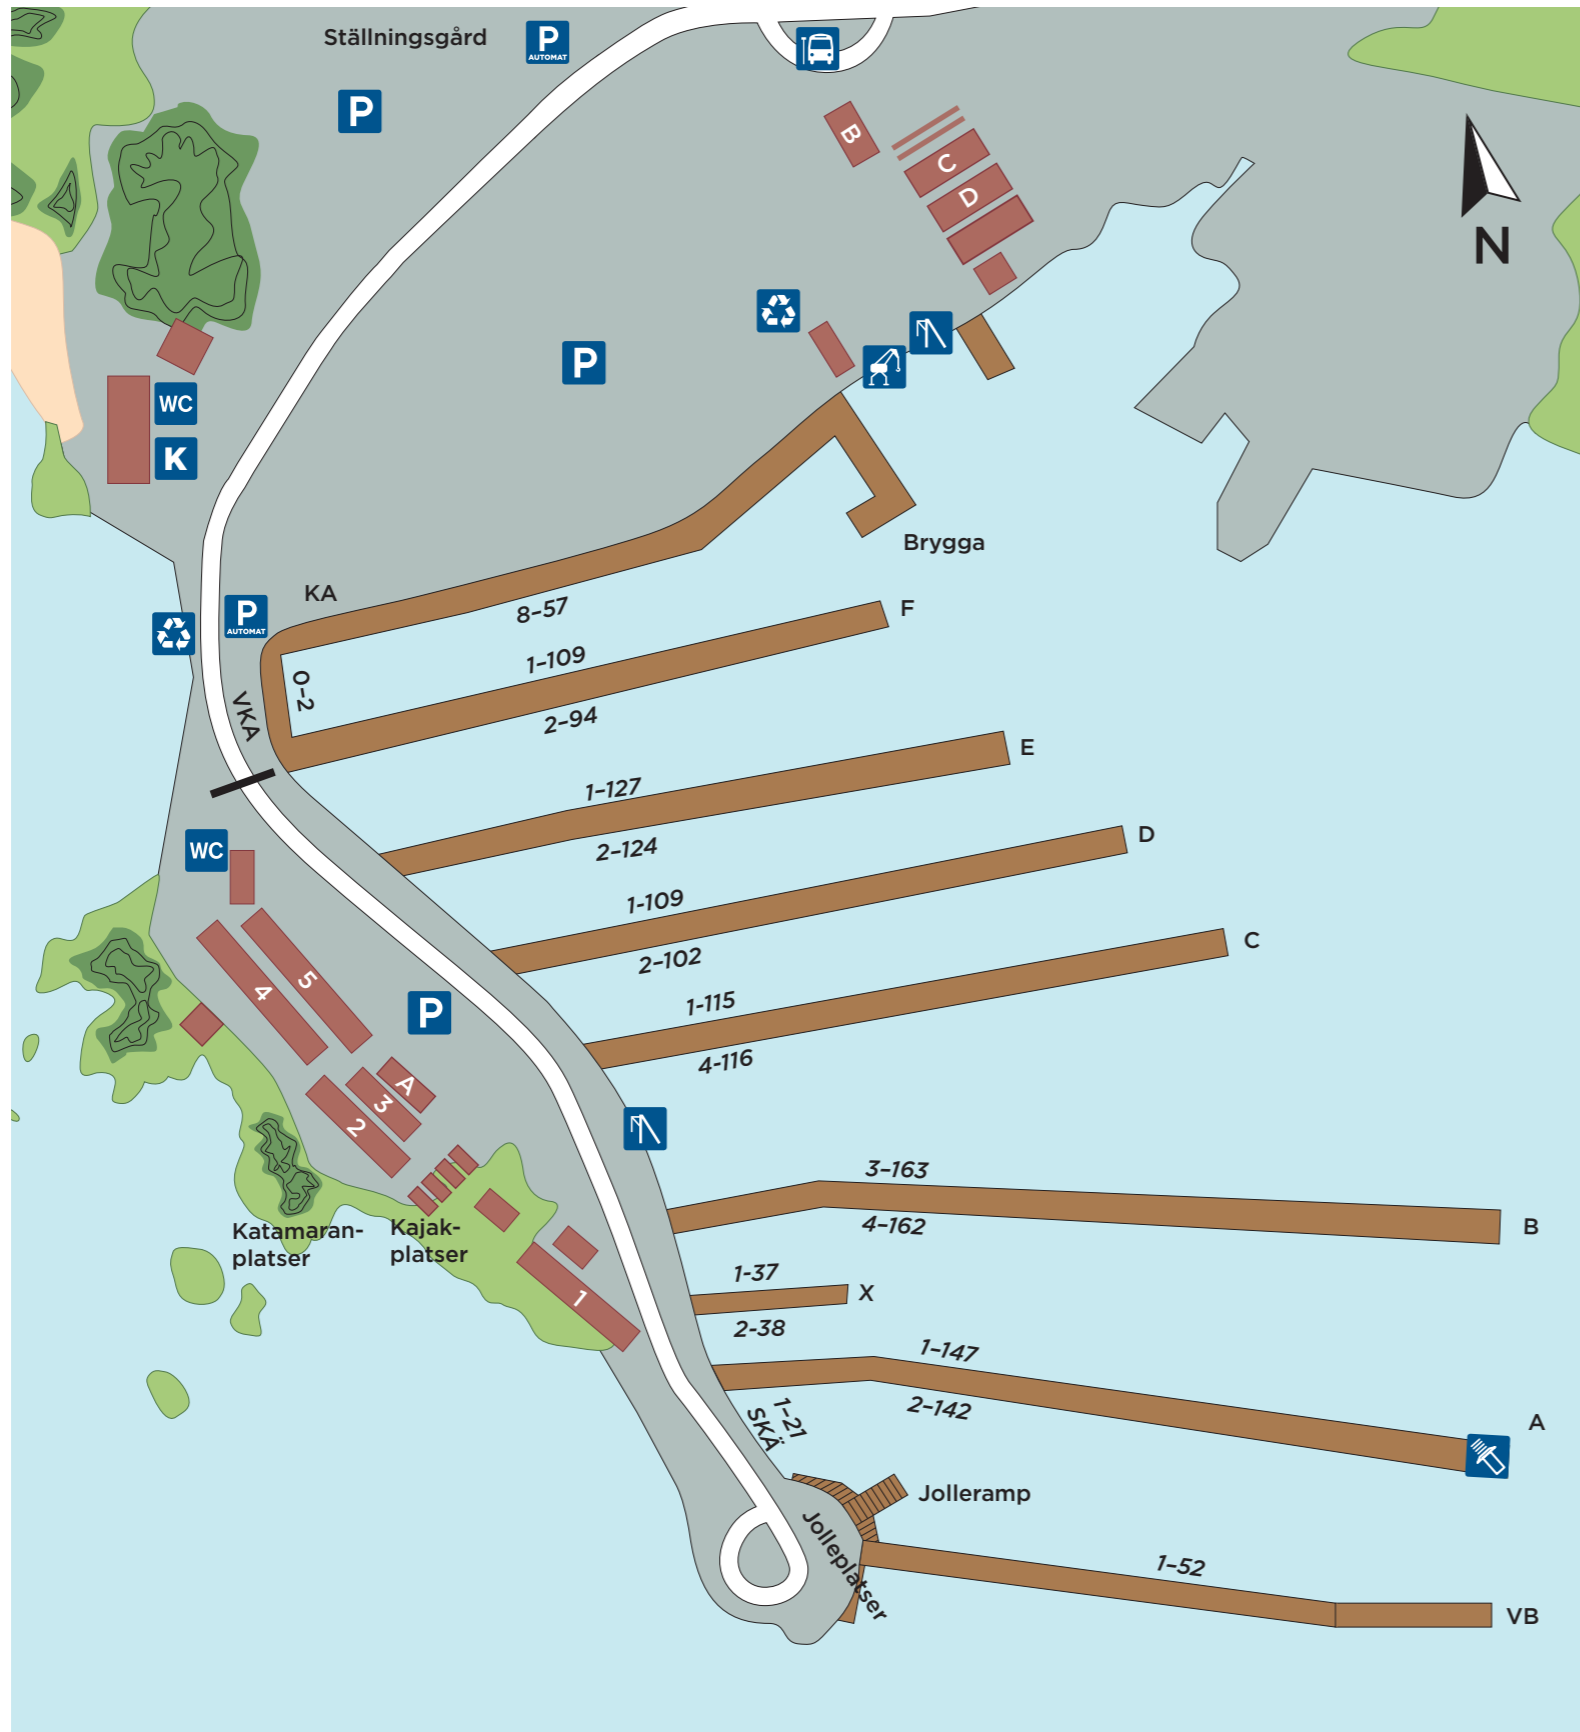 Ställningsgård
P
AUTOMAT
P
B
C
D
N
P
WC
K
Brygga
KA
P
AUTOMAT
8-57
F
1-109
0-2
2-94
VKA
E
1-127
2-124
WC
D
1-109
2-102
C
1-115
4-116
5
4
P
A
3
2
3-163
4-162
B
Katamaran-
platser
Kajak-
platser
1
1-37
X
2-38
1-147
2-142
A
1-21
SKÄ
Jolleramp
Jolleplatser
1-52
VB